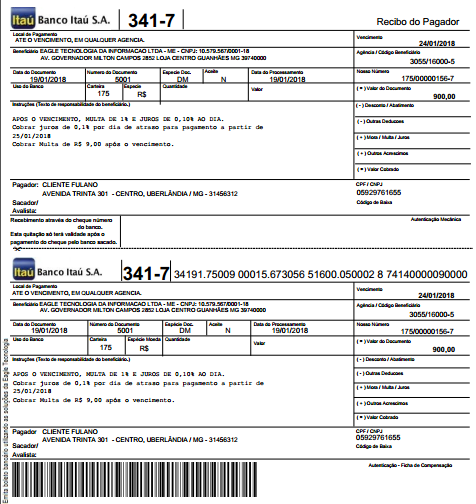 Itaú Banco Itaú S.A. 341-7 Recibo do Pagador
Local de Pagamento
ATE O VENCIMENTO, EM QUALQUER AGENCIA.
Vencimento
24/01/2018
Beneficiário EAGLE TECNOLOGIA DA INFORMACAO LTDA - ME - CNPJ: 10.579.567/0001-18
AV. GOVERNADOR MILTON CAMPOS 2852 LOJA CENTRO GUANHÃES MG 39740000
Agência / Código Beneficiário
3055/16000-5
Data do Documento Numero do Documento Especie Doc. Aceite Data do Processamento Nosso Número
19/01/2018 5001 DM N 19/01/2018 175/00000156-7
Uso do Banco Carteira Especie Quantidade Valor ( = ) Valor do Documento
175 R$ 900,00
Instruções (Texto de responsabilidade do beneficiário.)
( - ) Desconto / Abatimento
APOS O VENCIMENTO, MULTA DE 1% E JUROS DE 0,10% AO DIA.
Cobrar juros de 0,1% por dia de atraso para pagamento a partir de
25/01/2018
Cobrar Multa de R$ 9,00 após o vencimento.
( - ) Outras Deducoes
( + ) Mora / Multa / Juros
( + ) Outros Acrescimos
( = ) Valor Cobrado
Pagador: CLIENTE FULANO
AVENIDA TRINTA 301 - CENTRO, UBERLÂNDIA / MG - 31456312
CPF / CNPJ
05929761655
Sacador/
Avalista:
Código de Baixa
Recebimento através do cheque número
do banco.
Esta quitação só terá validade após o
pagamento do cheque pelo banco sacado.
Autenticação Mecânica
Itaú Banco Itaú S.A. 341-7 34191.75009 00015.673056 51600.050002 8 74140000090000
Local de Pagamento
ATE O VENCIMENTO, EM QUALQUER AGENCIA.
Vencimento
24/01/2018
Beneficiário EAGLE TECNOLOGIA DA INFORMACAO LTDA - ME - CNPJ: 10.579.567/0001-18
AV. GOVERNADOR MILTON CAMPOS 2852 LOJA CENTRO GUANHÃES MG 39740000
Agência / Código Beneficiário
3055/16000-5
Data do Documento Número do Documento Especie Doc. Aceite Data do Processamento Nosso Número
19/01/2018 5001 DM N 19/01/2018 175/00000156-7
Uso do Banco Carteira Espécie Moeda Quantidade Valor ( = ) Valor do Documento
175 R$ 900,00
Instruções (Texto de responsabilidade do beneficiário.)
( - ) Desconto / Abatimento
APOS O VENCIMENTO, MULTA DE 1% E JUROS DE 0,10% AO DIA.
Cobrar juros de 0,1% por dia de atraso para pagamento a partir de
25/01/2018
Cobrar Multa de R$ 9,00 após o vencimento.
( - ) Outras Deducoes
( + ) Mora / Multa / Juros
( + ) Outros Acrescimos
( = ) Valor Cobrado
Pagador CLIENTE FULANO
AVENIDA TRINTA 301 - CENTRO, UBERLÂNDIA / MG - 31456312
CPF / CNPJ
05929761655
Sacador/
Avalista:
Código de Baixa
Autenticação - Ficha de Compensação
Emita boleto bancário utilizando as soluções da Eagle Tecnologia